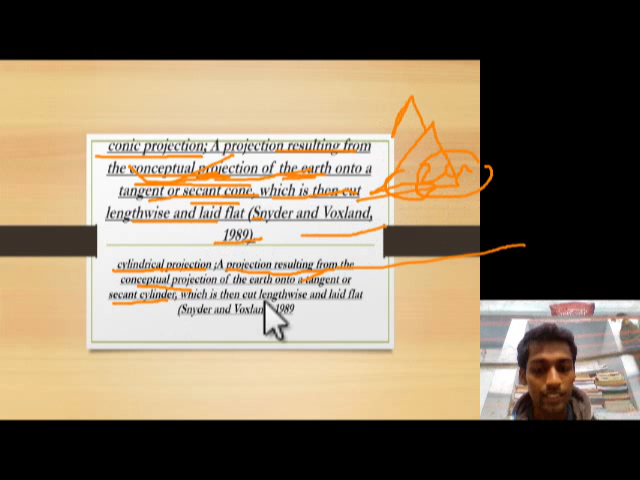 conic projection; A projection resulting from
the conceptual projection of the earth onto a
tangent or secant cone, which is then cut
lengthwise and laid flat (Snyder and Voxland,
1989).
cylindrical projection ;A projection resulting from the
conceptual projection of the earth onto a tangent or
secant cylinder, which is then cut lengthwise and laid flat
(Snyder and Voxland, 1989